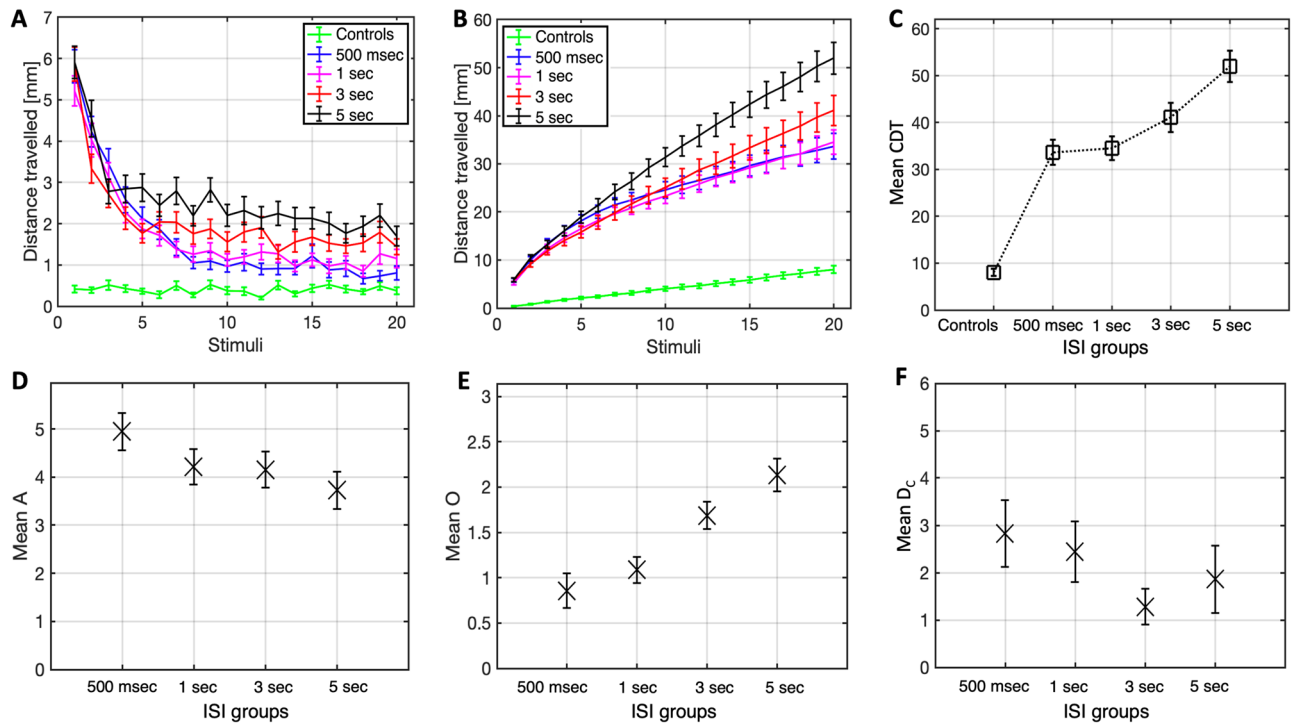 A
Distance travelled [mm]
7
6
5
4
3
2
1
0
0
5
10
15
20
Stimuli
Controls
500 msec
1 sec
3 sec
5 sec
B
Distance travelled [mm]
60
50
40
30
20
10
0
0
5
10
15
20
Stimuli
Controls
500 msec
1 sec
3 sec
5 sec
C
Mean CDT
60
50
40
30
20
10
0
Controls
500 msec
1 sec
3 sec
5 sec
ISI groups
D
Mean A
5
4
3
2
1
0
500 msec
1 sec
3 sec
5 sec
ISI groups
E
Mean O
3
2.5
2
1.5
1
0.5
0
500 msec
1 sec
3 sec
5 sec
ISI groups
F
Mean Dc
6
5
4
3
2
1
0
500 msec
1 sec
3 sec
5 sec
ISI groups